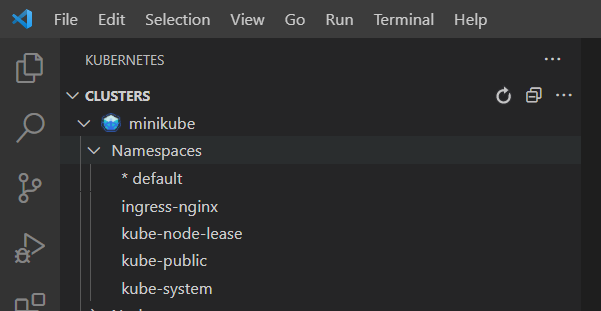 File Edit Selection View Go Run Terminal Help
KUBERNETES
CLUSTERS
minikube
Namespaces
* default
ingress-nginx
kube-node-lease
kube-public
kube-system